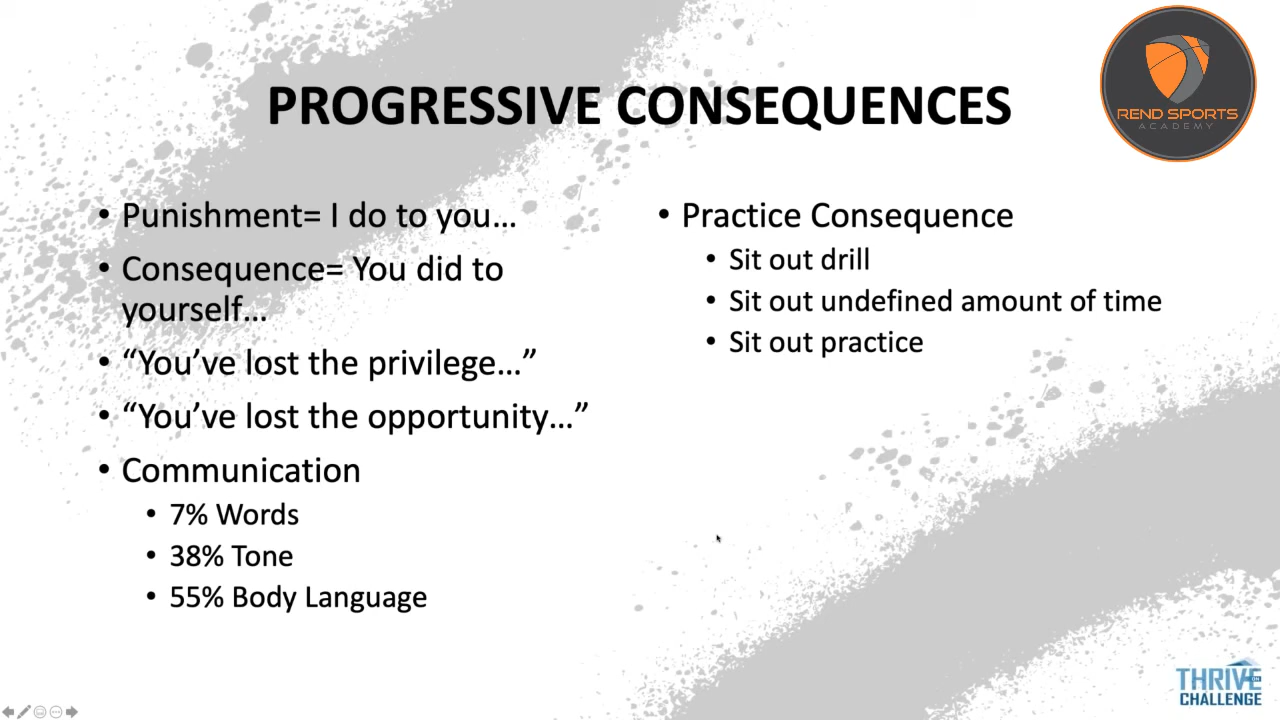 PROGRESSIVE CONSEQUENCES
REND SPORTS
ACADEMY
• Punishment= I do to you…
• Consequence= You did to
yourself…
• “You’ve lost the privilege…”
• “You’ve lost the opportunity…”
• Communication
• 7% Words
• 38% Tone
• 55% Body Language
• Practice Consequence
• Sit out drill
• Sit out undefined amount of time
• Sit out practice
THRIVE ON
CHALLENGE